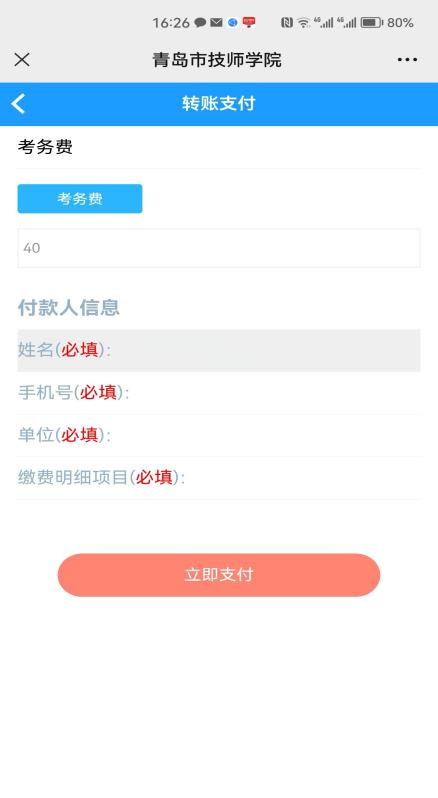 16:26 4G 4G 80%
青岛市技师学院
转账支付
考务费
考务费
40
付款人信息
姓名(必填):
手机号(必填):
单位(必填):
缴费明细项目(必填):
立即支付